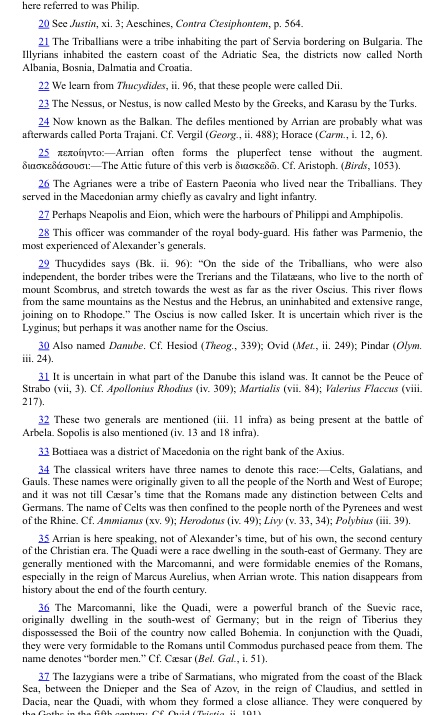 here referred to was Philip.
20 See Justin, xi. 3; Aeschines, Contra Ctesiphontem, p. 564.
21 The Triballians were a tribe inhabiting the part of Servia bordering on Bulgaria. The
Illyrians inhabited the eastern coast of the Adriatic Sea, the districts now called North
Albania, Bosnia, Dalmatia and Croatia.
22 We learn from Thucydides, ii. 96, that these people were called Dii.
23 The Nessus, or Nestus, is now called Mesto by the Greeks, and Karasu by the Turks.
24 Now known as the Balkan. The defiles mentioned by Arrian are probably what was
afterwards called Porta Trajani. Cf. Vergil (Georg., ii. 488); Horace (Carm., i. 12, 6).
25 πεποίηντο:—Arrian often forms the pluperfect tense without the augment.
διασκεδάσουσι:—The Attic future of this verb is διασκεδῶ. Cf. Aristoph. (Birds, 1053).
26 The Agrianes were a tribe of Eastern Paeonia who lived near the Triballians. They
served in the Macedonian army chiefly as cavalry and light infantry.
27 Perhaps Neapolis and Eion, which were the harbours of Philippi and Amphipolis.
28 This officer was commander of the royal body-guard. His father was Parmenio, the
most experienced of Alexander's generals.
29 Thucydides says (Bk. ii. 96): “On the side of the Triballians, who were also
independent, the border tribes were the Trerians and the Tilatæans, who live to the north of
mount Scombrus, and stretch towards the west as far as the river Oscius. This river flows
from the same mountains as the Nestus and the Hebrus, an uninhabited and extensive range,
joining on to Rhodope.” The Oscius is now called Isker. It is uncertain which river is the
Lyginus; but perhaps it was another name for the Oscius.
30 Also named Danube. Cf. Hesiod (Theog., 339); Ovid (Met., ii. 249); Pindar (Olym.
iii. 24).
31 It is uncertain in what part of the Danube this island was. It cannot be the Peuce of
Strabo (vii, 3). Cf. Apollonius Rhodius (iv. 309); Martialis (vii. 84); Valerius Flaccus (viii.
217).
32 These two generals are mentioned (iii. 11 infra) as being present at the battle of
Arbela. Sopolis is also mentioned (iv. 13 and 18 infra).
33 Bottiaea was a district of Macedonia on the right bank of the Axius.
34 The classical writers have three names to denote this race:—Celts, Galatians, and
Gauls. These names were originally given to all the people of the North and West of Europe;
and it was not till Cæsar's time that the Romans made any distinction between Celts and
Germans. The name of Celts was then confined to the people north of the Pyrenees and west
of the Rhine. Cf. Ammianus (xv. 9); Herodotus (iv. 49); Livy (v. 33, 34); Polybius (iii. 39).
35 Arrian is here speaking, not of Alexander's time, but of his own, the second century
of the Christian era. The Quadi were a race dwelling in the south-east of Germany. They are
generally mentioned with the Marcomanni, and were formidable enemies of the Romans,
especially in the reign of Marcus Aurelius, when Arrian wrote. This nation disappears from
history about the end of the fourth century.
36 The Marcomanni, like the Quadi, were a powerful branch of the Suevic race,
originally dwelling in the south-west of Germany; but in the reign of Tiberius they
dispossessed the Boii of the country now called Bohemia. In conjunction with the Quadi,
they were very formidable to the Romans until Commodus purchased peace from them. The
name denotes “border men.” Cf. Cæsar (Bel. Gal., i. 51).
37 The Iazygians were a tribe of Sarmatians, who migrated from the coast of the Black
Sea, between the Dnieper and the Sea of Azov, in the reign of Claudius, and settled in
Dacia, near the Quadi, with whom they formed a close alliance. They were conquered by
the Goths in the fifth century. Cf. Ovid (Tristia, ii. 191).